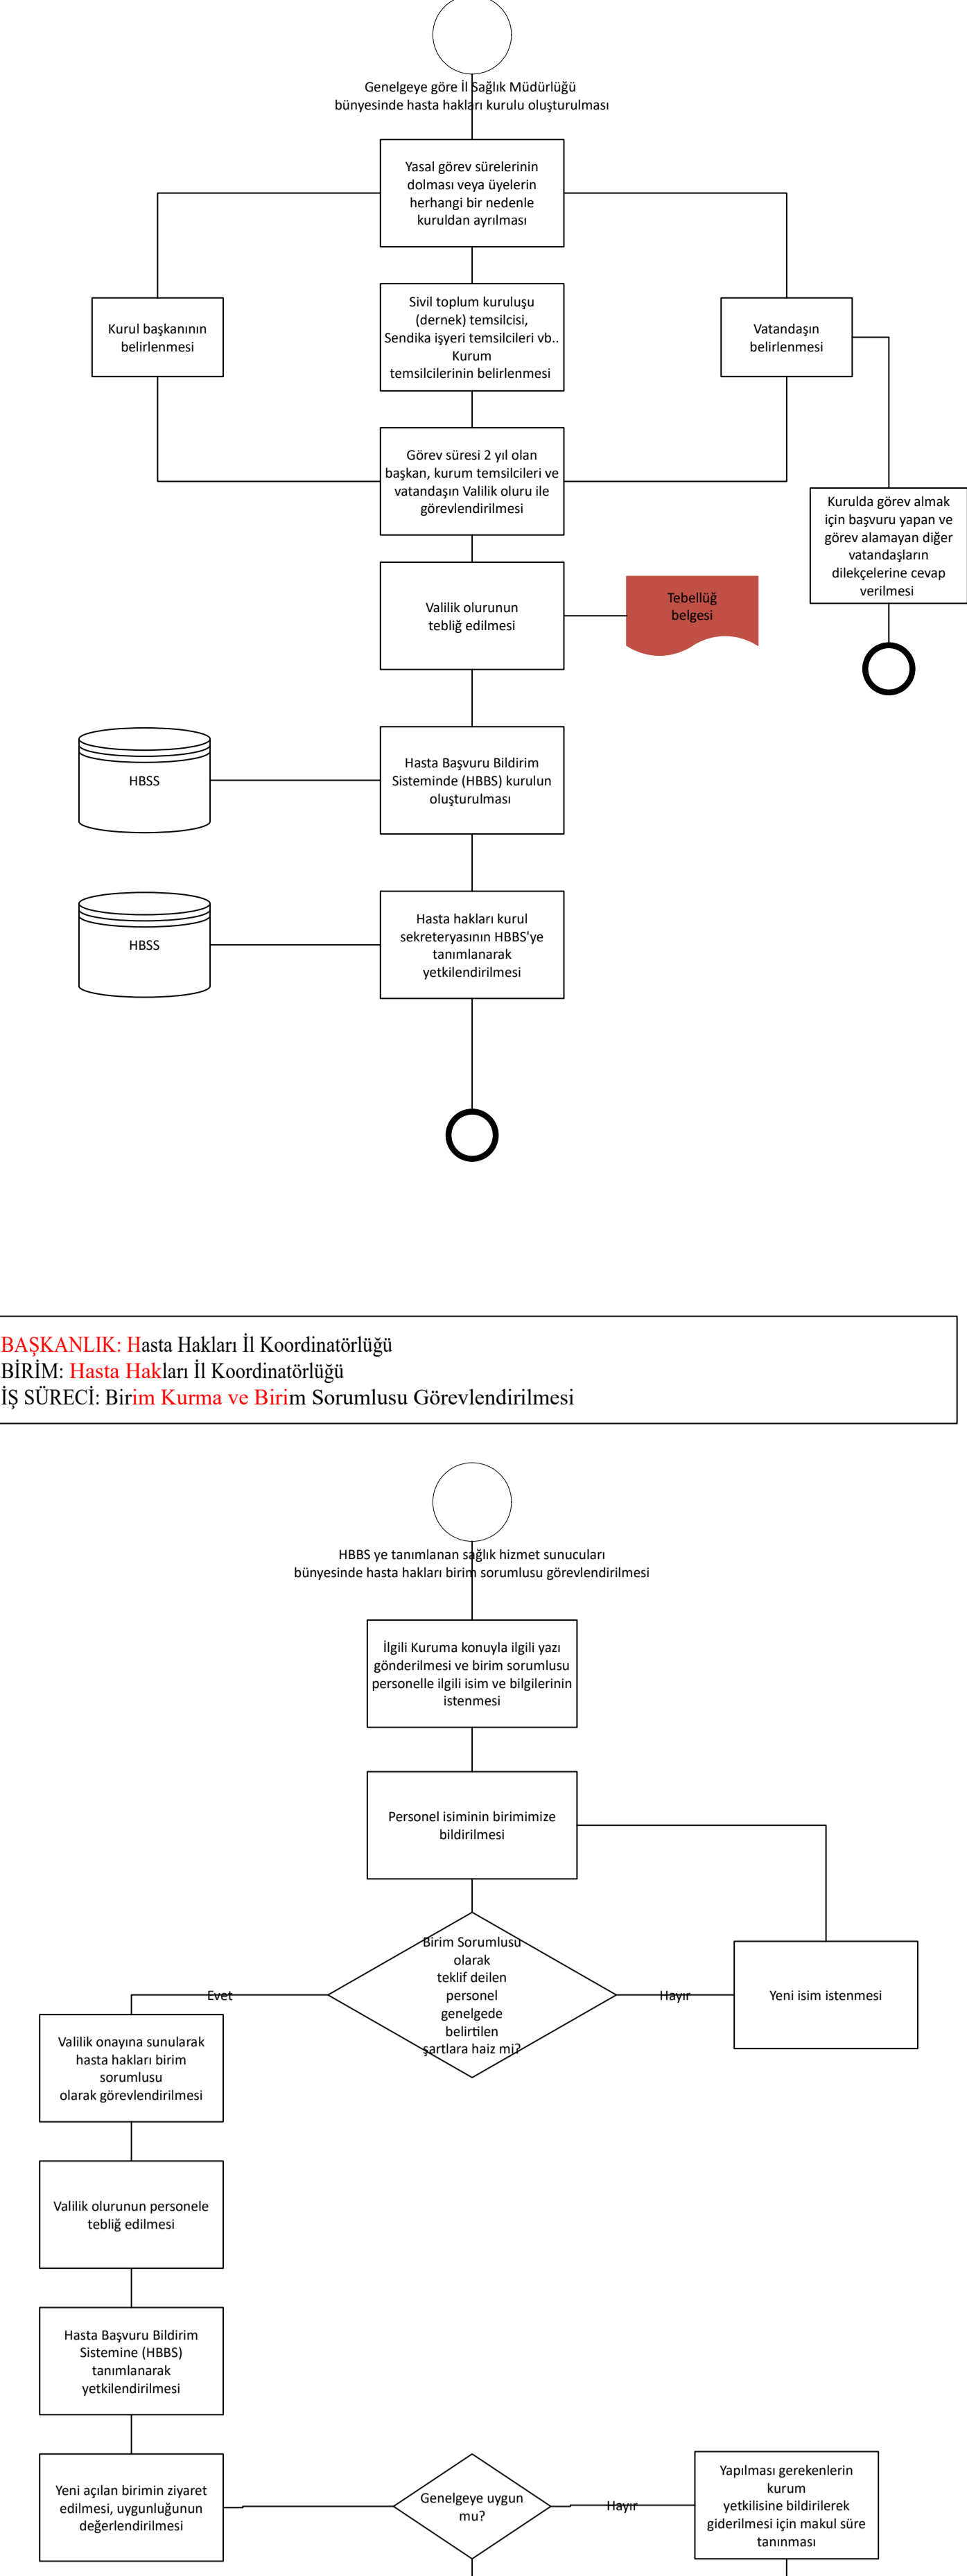 Genelgeye göre İl Sağlık Müdürlüğü
bünyesinde hasta hakları kurulu oluşturulması
Yasal görev sürelerinin
dolması veya üyelerin
herhangi bir nedenle
kuruldan ayrılması
Kurul başkanının
belirlenmesi
Sivil toplum kuruluşu
(dernek) temsilcisi,
Sendika işyeri temsilcileri vb..
Kurum
temsilcilerinin belirlenmesi
Vatandaşın
belirlenmesi
Görev süresi 2 yıl olan
başkan, kurum temsilcileri ve
vatandaşın Valilik oluru ile
görevlendirilmesi
Kurulda görev almak
için başvuru yapan ve
görev alamayan diğer
vatandaşların
dilekçelerine cevap
verilmesi
Valilik olurunun
tebliğ edilmesi
Tebellüğ
belgesi
HBSS
Hasta Başvuru Bildirim
Sisteminde (HBBS) kurulun
oluşturulması
HBSS
Hasta hakları kurul
sekreteryasının HBBS'ye
tanımlanarak
yetkilendirilmesi
BAŞKANLIK: Hasta Hakları İl Koordinatörlüğü
BİRİM: Hasta Hakları İl Koordinatörlüğü
İŞ SÜRECİ: Birim Kurma ve Birim Sorumlusu Görevlendirilmesi
HBBS ye tanımlanan sağlık hizmet sunucuları
bünyesinde hasta hakları birim sorumlusu görevlendirilmesi
İlgili Kuruma konuyla ilgili yazı
gönderilmesi ve birim sorumlusu
personelle ilgili isim ve bilgilerinin
istenmesi
Personel isiminin birimimize
bildirilmesi
Birim Sorumlusu
olarak
teklif deilen
personel
genelgede
belirtilen
şartlara haiz mi?
Evet
Hayır
Yeni isim istenmesi
Valilik onayına sunularak
hasta hakları birim
sorumlusu
olarak görevlendirilmesi
Valilik olurunun personele
tebliğ edilmesi
Hasta Başvuru Bildirim
Sistemine (HBBS)
tanımlanarak
yetkilendirilmesi
Yeni açılan birimin ziyaret
edilmesi, uygunluğunun
değerlendirilmesi
Genelgeye uygun
mu?
Hayır
Yapılması gerekenlerin
kurum
yetkilisine bildirilerek
giderilmesi için makul süre
tanınması